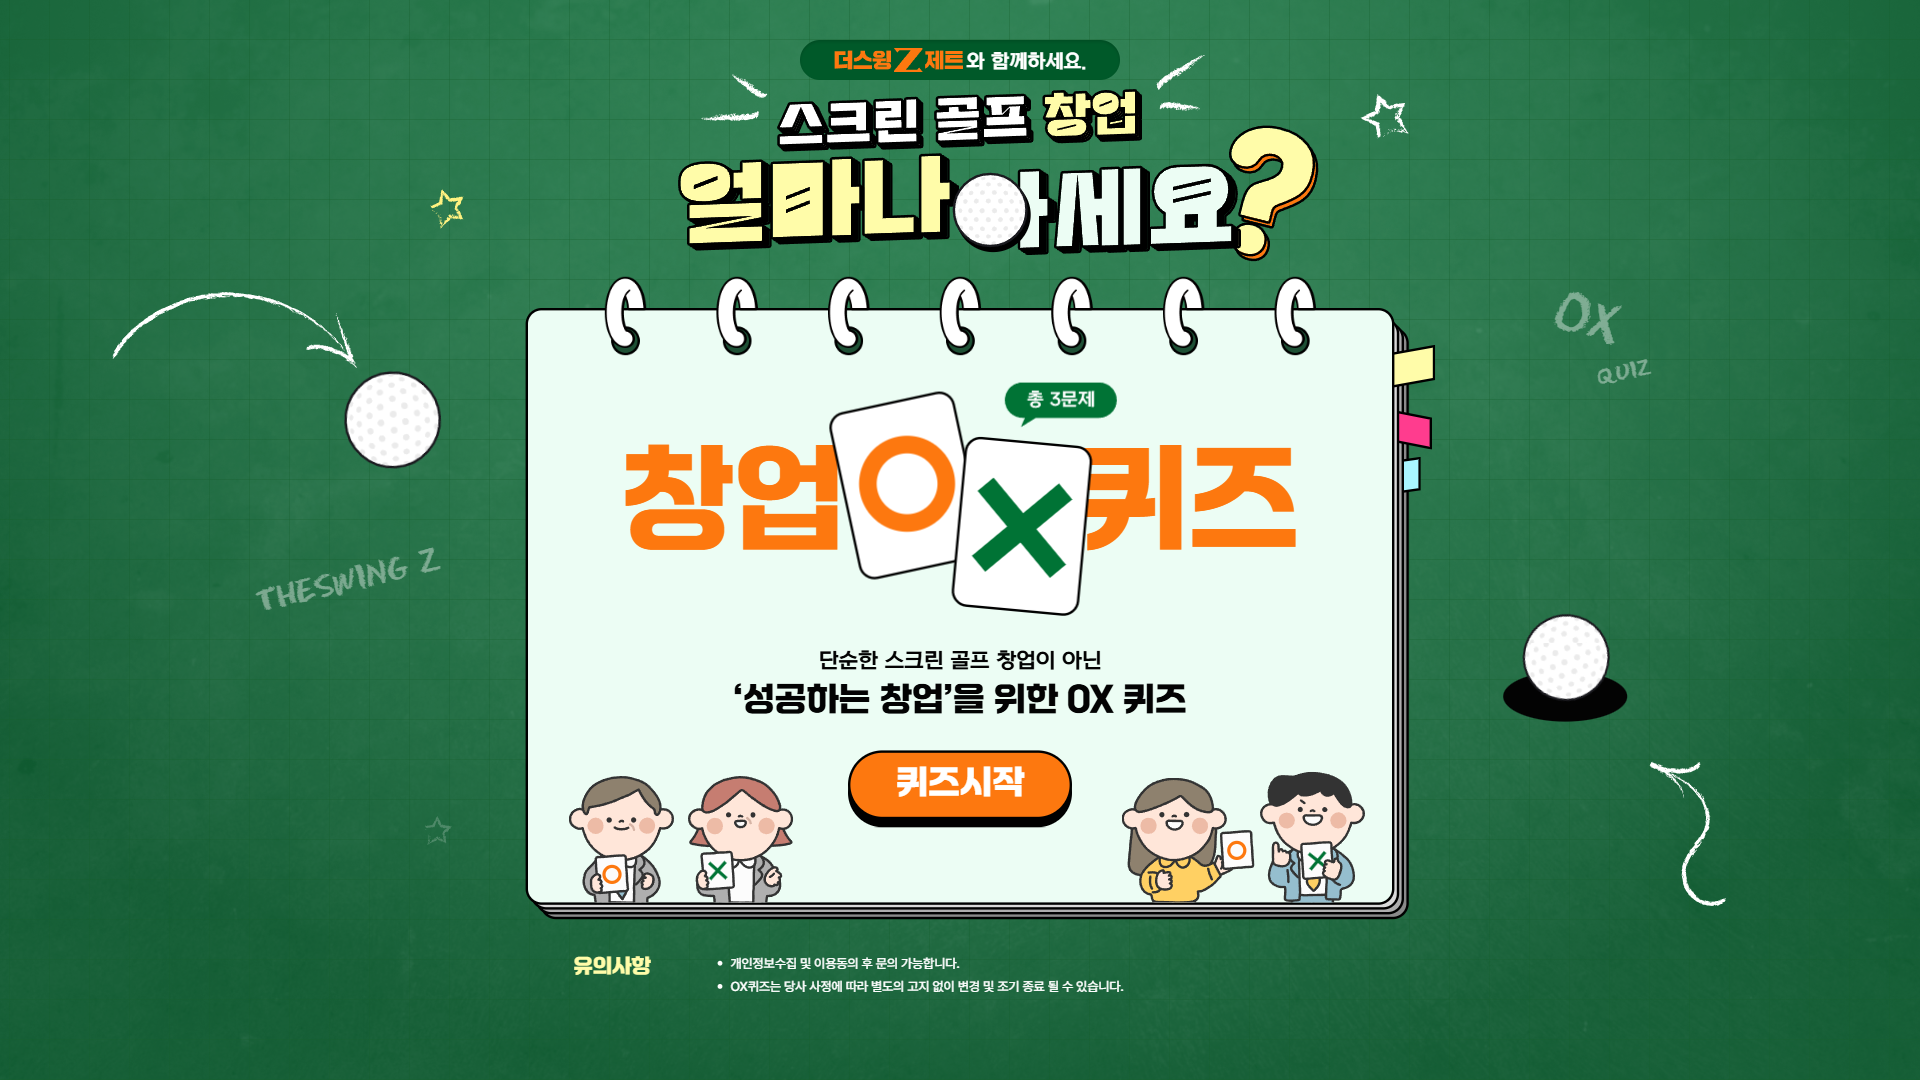 더스윙Z제트와 함께하세요.
스크린 골프 창업
얼마나 아세요?
OX
QUIZ
총 3문제
창업OX퀴즈
THESWING Z
단순한 스크린 골프 창업이 아닌
‘성공하는 창업’을 위한 OX 퀴즈
퀴즈시작
유의사항
• 개인정보수집 및 이용동의 후 문의 가능합니다.
• OX퀴즈는 당사 사정에 따라 별도의 고지 없이 변경 및 조기 종료 될 수 있습니다.